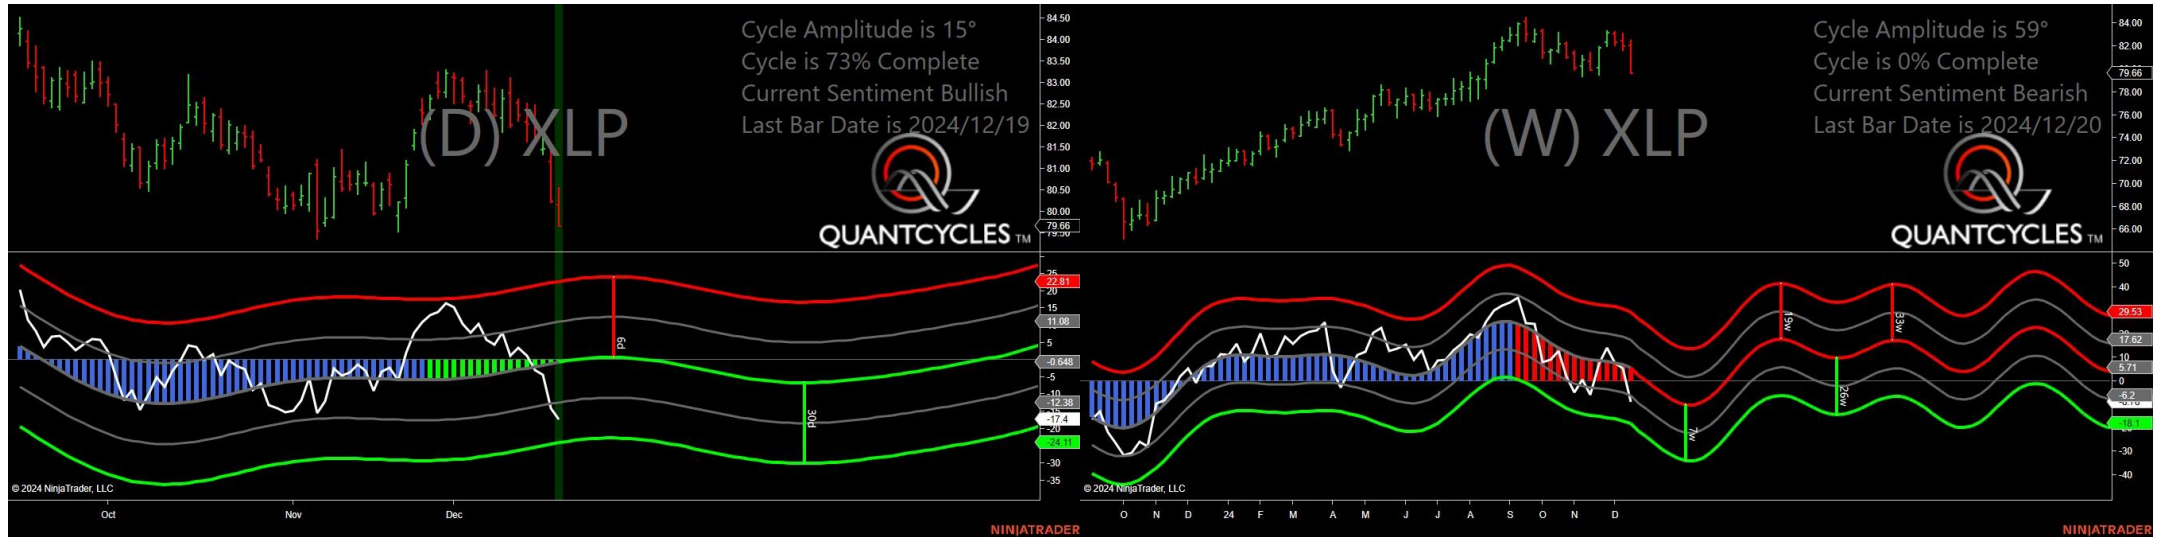 Cycle Amplitude is 15°
Cycle is 73% Complete
Current Sentiment Bullish
Last Bar Date is 2024/12/19
(D) XLP
QUANTCYCLES TM
84.50
84.00
83.50
83.00
82.50
82.00
81.50
81.00
80.50
80.00
79.66
79.50
25
22.81
20
15
11.08
5
-0.648
-5
-12.38
-17.4
-20
-24.11
-30
-35
6d
30d
© 2024 NinjaTrader, LLC
Oct Nov Dec
NINJATRADER
Cycle Amplitude is 59°
Cycle is 0% Complete
Current Sentiment Bearish
Last Bar Date is 2024/12/20
(W) XLP
QUANTCYCLES TM
84.00
82.00
79.66
78.00
76.00
74.00
72.00
70.00
68.00
66.00
50
40
29.53
17.62
10
5.71
0
-6.2
-18.1
-30
-40
19w
33w
26w
7w
© 2024 NinjaTrader, LLC
O N D 24 F M A M J J A S O N D
NINJATRADER